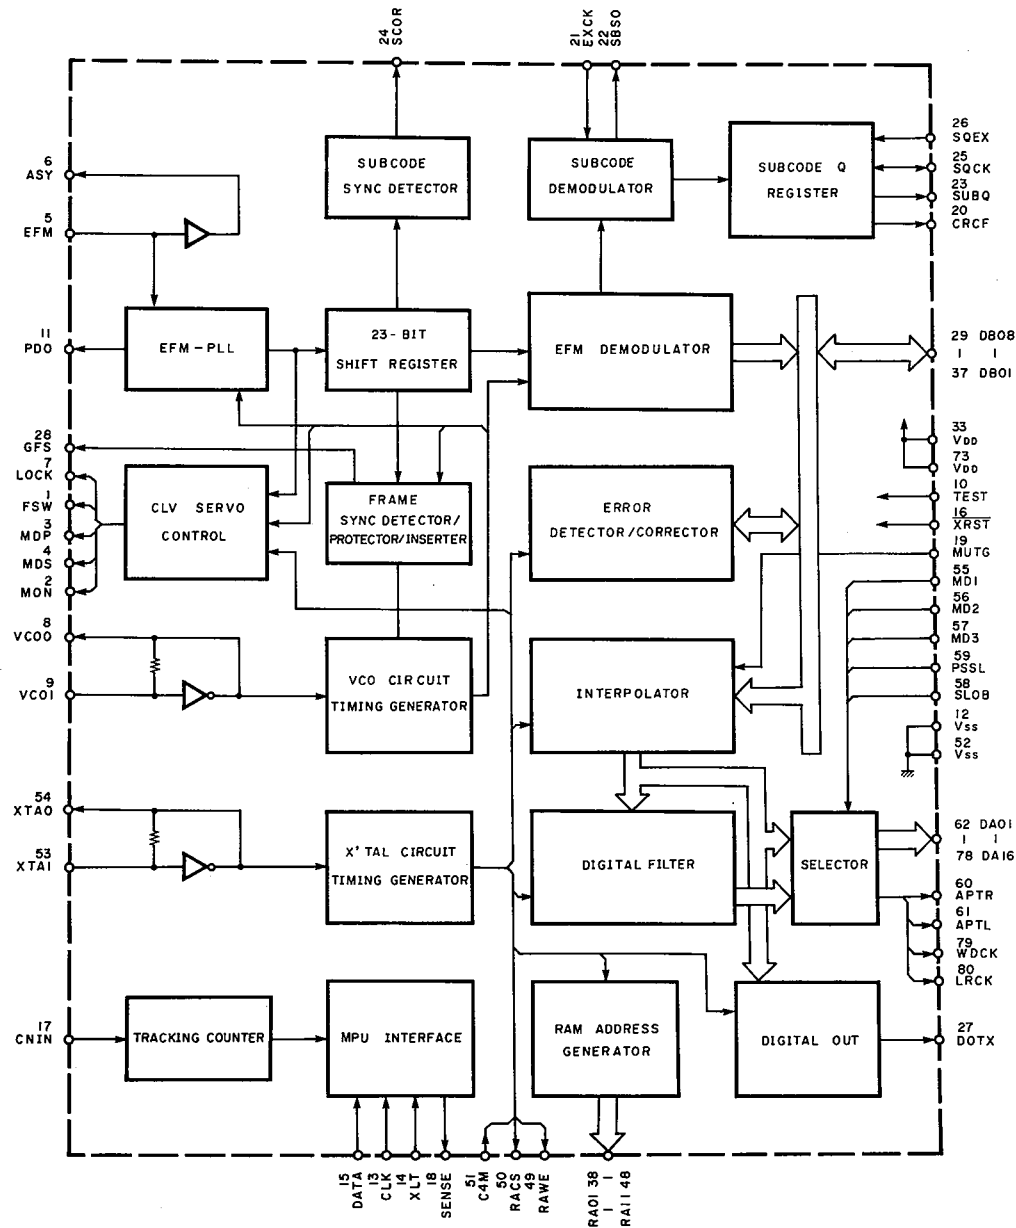 24 SCOR
21 EXCK
22 SBSO
6
ASY
5
EFM
11
PDO
28
GFS
7
LOCK
1
FSW
3
MDP
4
MDS
2
MON
8
VCOO
9
VCOI
54
XTAO
53
XTAI
17
CNIN
SUBCODE
SYNC DETECTOR
SUBCODE
DEMODULATOR
SUBCODE Q
REGISTER
EFM-PLL
23-BIT
SHIFT REGISTER
EFM DEMODULATOR
CLV SERVO
CONTROL
FRAME
SYNC DETECTOR/
PROTECTOR/INSERTER
ERROR
DETECTOR/CORRECTOR
VCO CIRCUIT
TIMING GENERATOR
INTERPOLATOR
X'TAL CIRCUIT
TIMING GENERATOR
DIGITAL FILTER
SELECTOR
TRACKING COUNTER
MPU INTERFACE
RAM ADDRESS
GENERATOR
DIGITAL OUT
26
SQEX
25
SQCK
23
SUBQ
20
CRCF
29 DB08
37 DB01
33
VDD
73
VDD
10
TEST
16
XRST
19
MUTG
55
MD1
56
MD2
57
MD3
59
PSSL
58
SLOB
12
Vss
52
Vss
62 DA01
78 DA16
60
APTR
61
APTL
79
WDCK
80
LRCK
27
DOTX
15 DATA
13 CLK
14 XLT
18 SENSE
51 C4M
50 RACS
49 RAWE
RA01 38
RA11 48